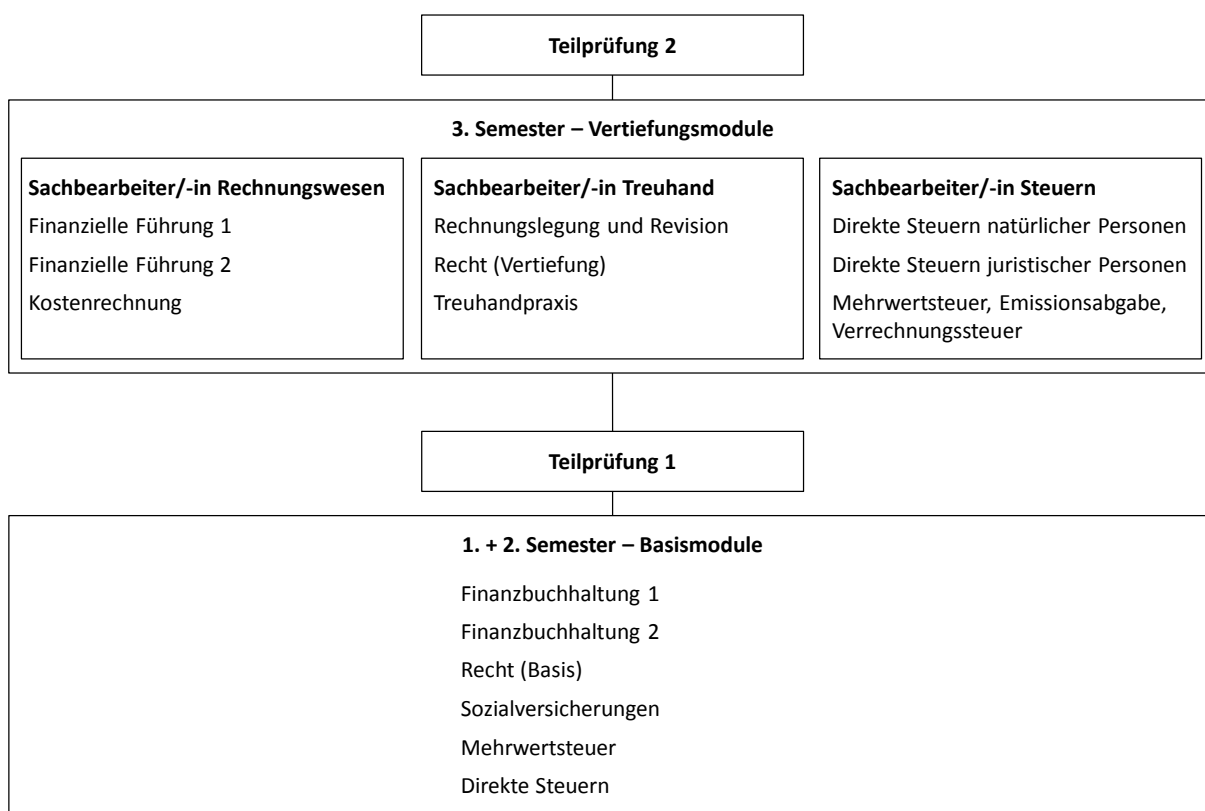 Teilprüfung 2
3. Semester – Vertiefungsmodule
Sachbearbeiter/-in Rechnungswesen
Finanzielle Führung 1
Finanzielle Führung 2
Kostenrechnung
Sachbearbeiter/-in Treuhand
Rechnungslegung und Revision
Recht (Vertiefung)
Treuhandpraxis
Sachbearbeiter/-in Steuern
Direkte Steuern natürlicher Personen
Direkte Steuern juristischer Personen
Mehrwertsteuer, Emissionsabgabe,
Verrechnungssteuer
Teilprüfung 1
1. + 2. Semester – Basismodule
Finanzbuchhaltung 1
Finanzbuchhaltung 2
Recht (Basis)
Sozialversicherungen
Mehrwertsteuer
Direkte Steuern